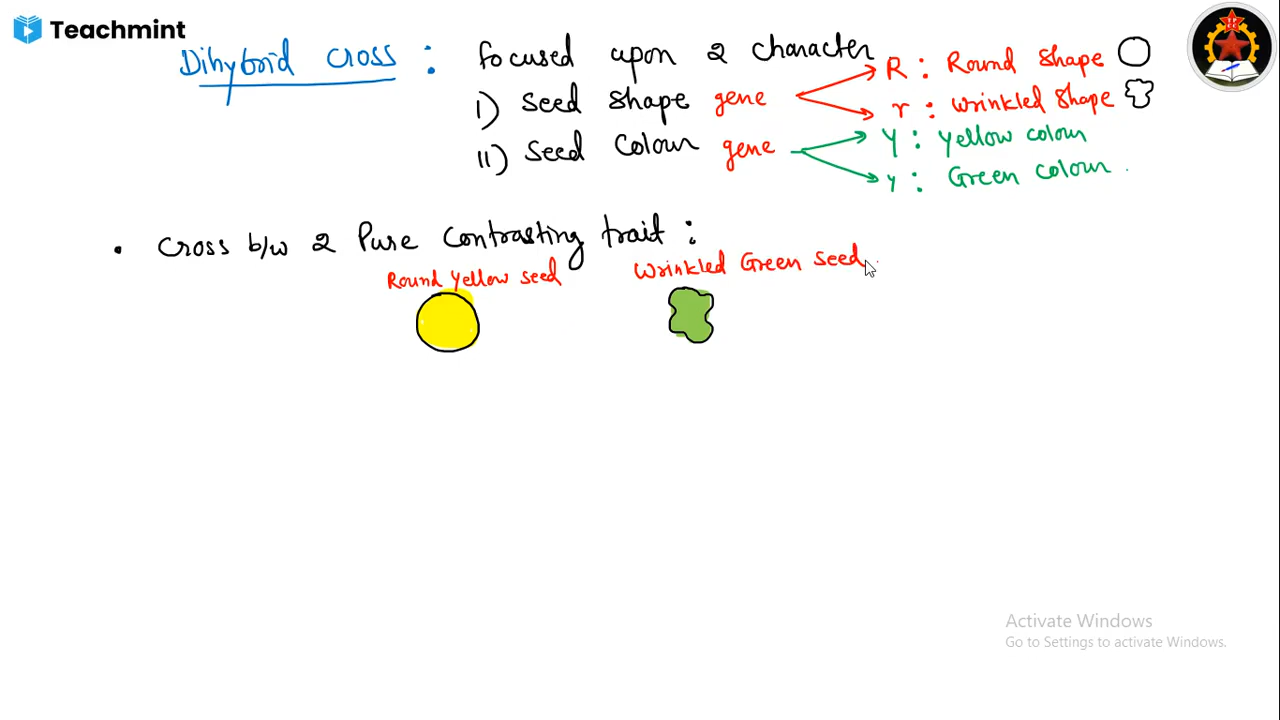 Teachmint
Dihybrid Cross : focused upon 2 character
i) Seed Shape gene
R : Round Shape
r : Wrinkled Shape
ii) Seed Colour gene
Y : Yellow colour
y : Green colour .
• Cross b/w 2 Pure Contrasting trait :
Round Yellow seed
Wrinkled Green seed
Activate Windows
Go to Settings to activate Windows.